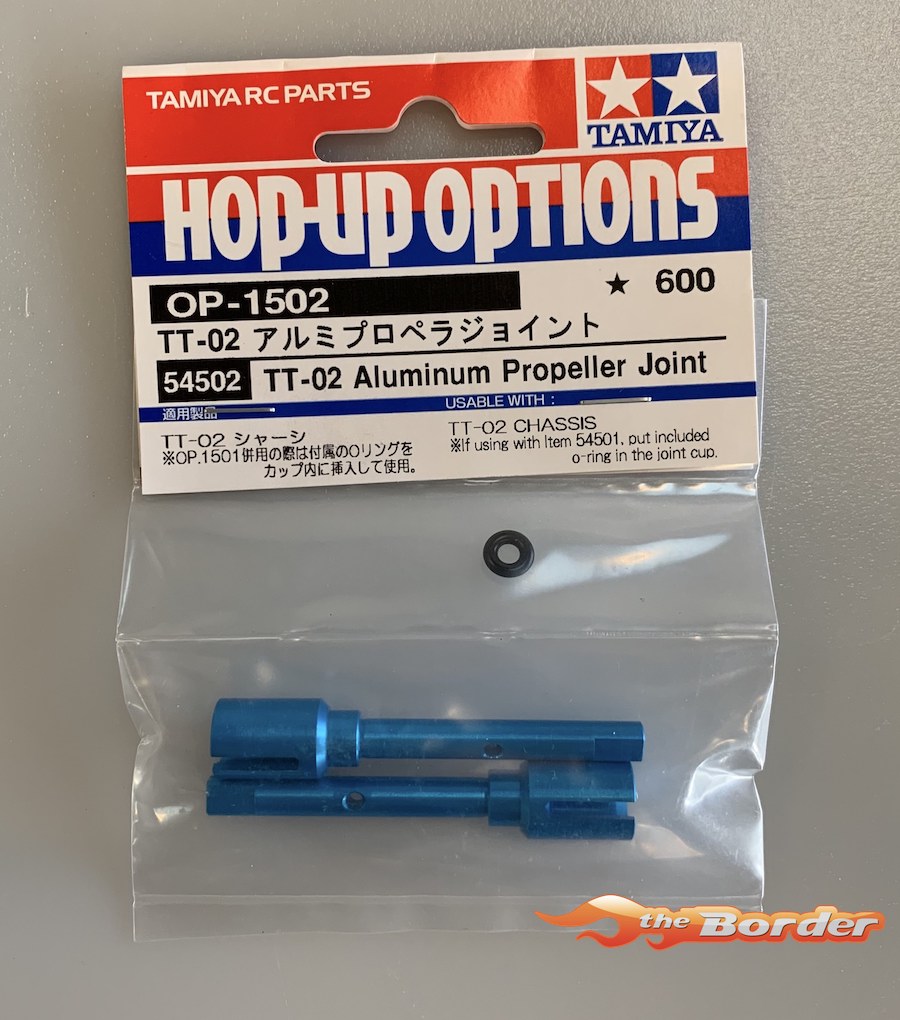 TAMIYA RC PARTS
TAMIYA
HOP-UP OPTIONS
OP-1502
★ 600
TT-02 アルミプロペラジョイント
54502 TT-02 Aluminum Propeller Joint
適用製品
USABLE WITH :
TT-02 シャーシ
※OP.1501併用の際は付属のOリングを
カップ内に挿入して使用。
TT-02 CHASSIS
※If using with Item 54501, put included
o-ring in the joint cup.
the Border